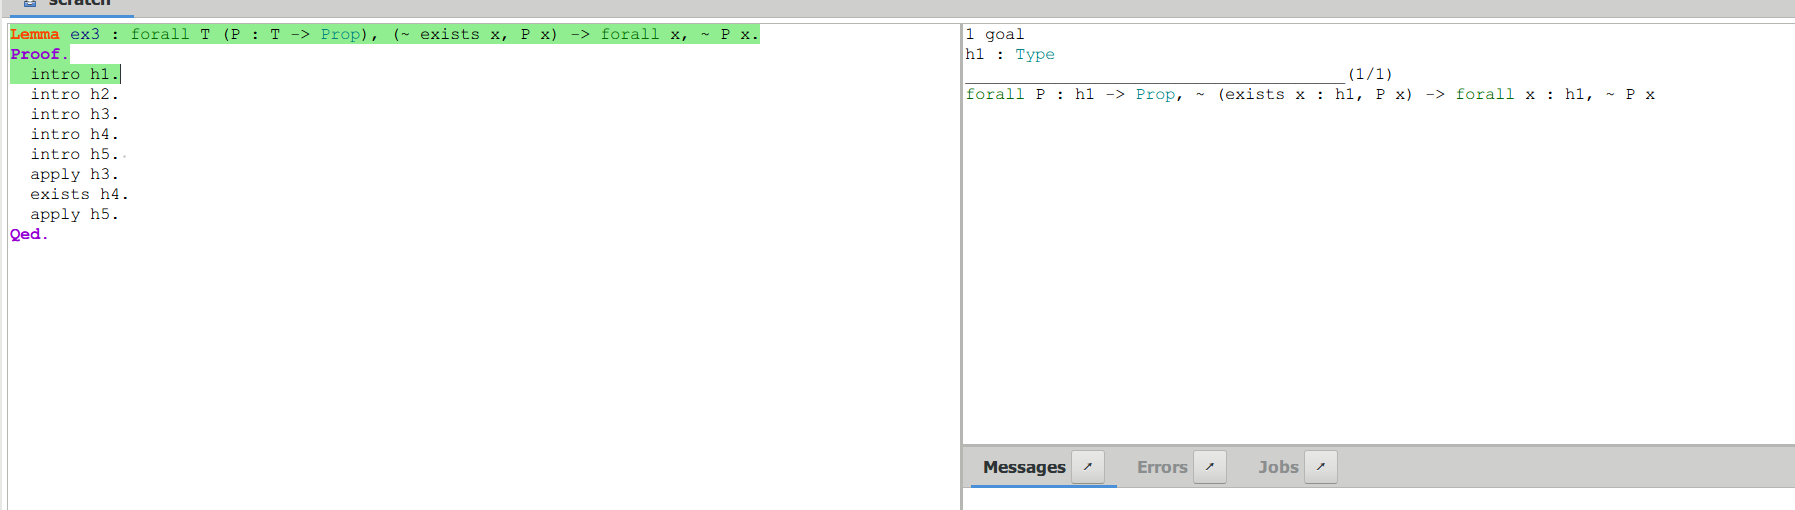 scratch
Lemma ex3 : forall T (P : T -> Prop), (~ exists x, P x) -> forall x, ~ P x.
Proof.
intro h1.
intro h2.
intro h3.
intro h4.
intro h5.
apply h3.
exists h4.
apply h5.
Qed.
1 goal
h1 : Type
(1/1)
forall P : h1 -> Prop, ~ (exists x : h1, P x) -> forall x : h1, ~ P x
Messages Errors Jobs